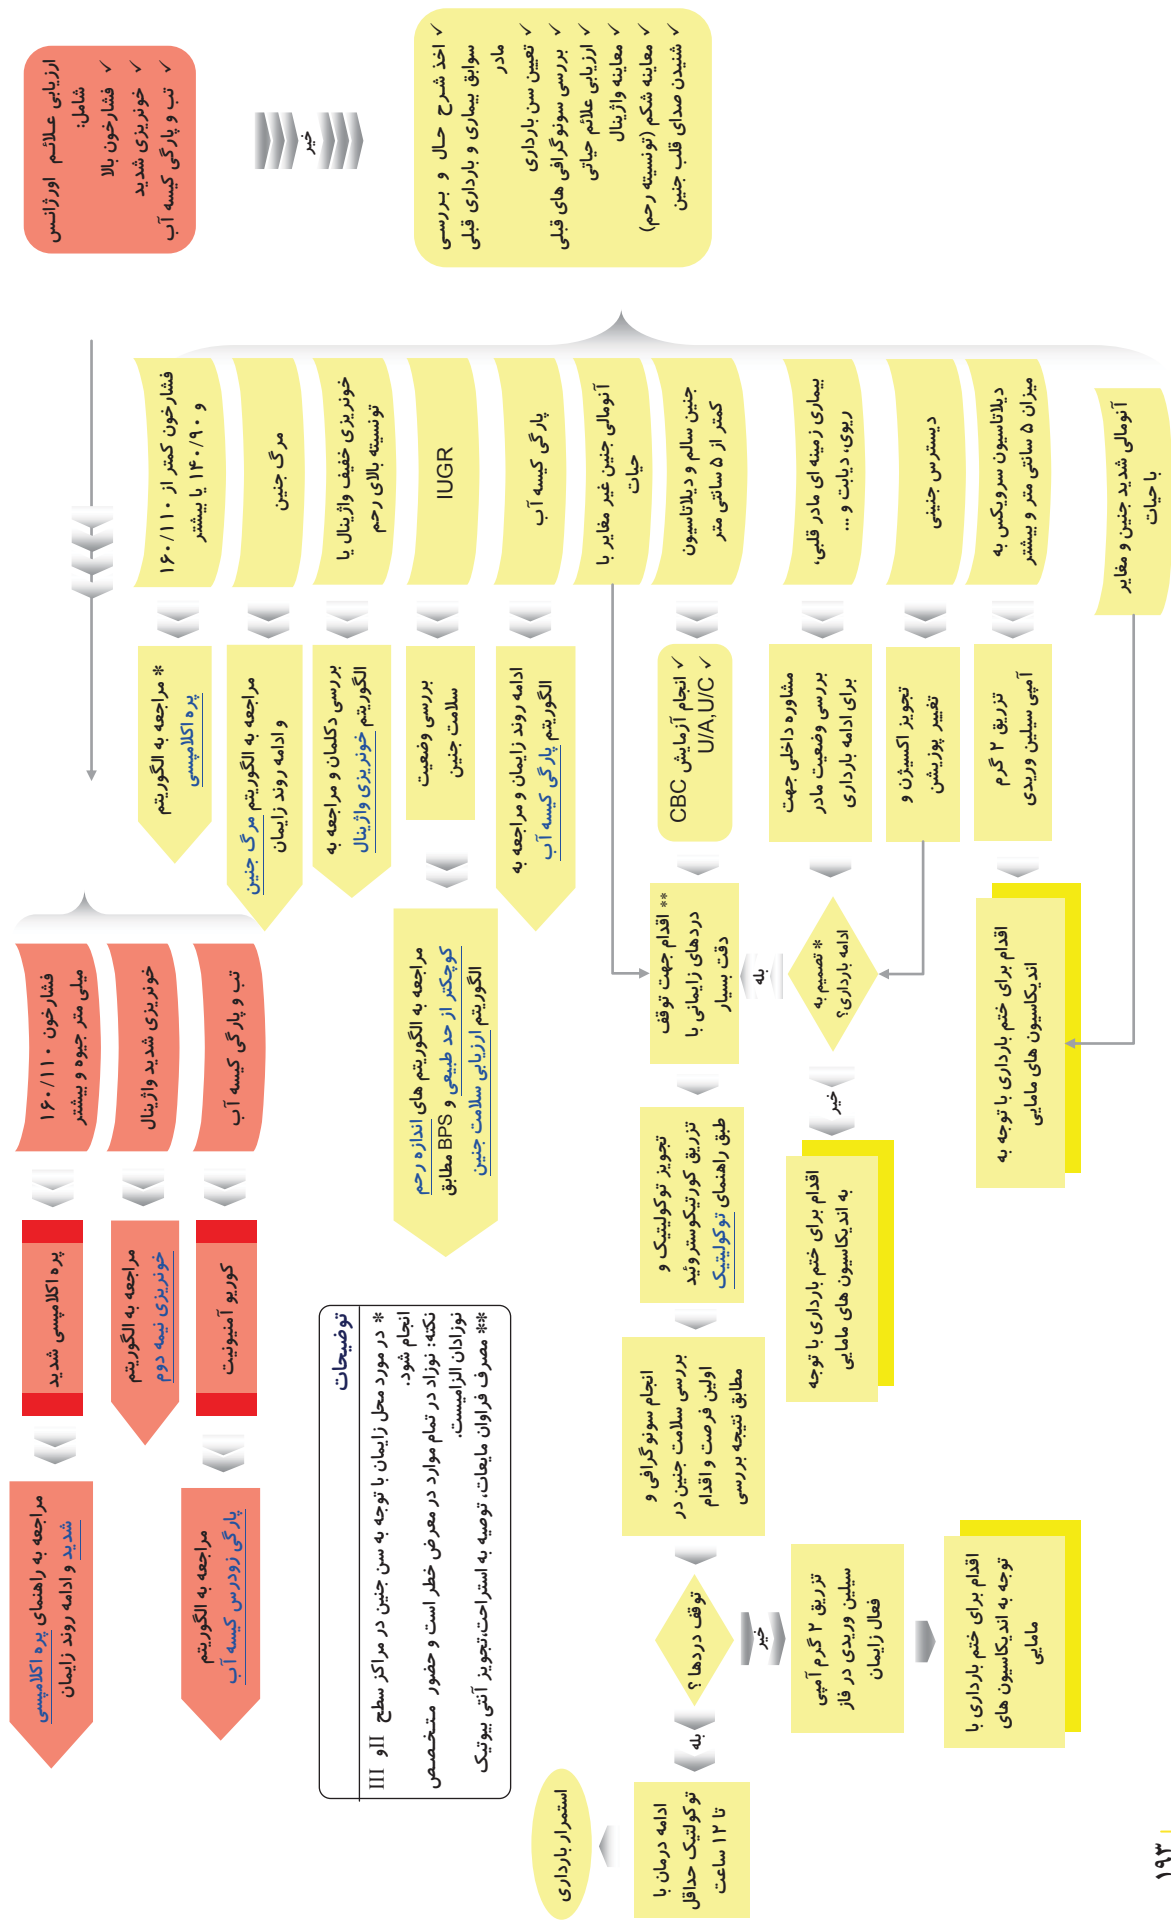 ارزیابی علائم اورژانس
شامل:
✓ فشارخون بالا
✓ خونریزی شدید
✓ تب و پارگی کیسه آب
خیر
✓ اخذ شرح حال و بررسی
سوابق بیماری و بارداری قبلی
مادر
✓ تعیین سن بارداری
✓ بررسی سونوگرافی های قبلی
✓ ارزیابی علائم حیاتی
✓ معاینه واژینال
✓ معاینه شکم (تونسیته رحم)
✓ شنیدن صدای قلب جنین
فشارخون کمتر از ۱۶۰/۱۱۰
و ۱۴۰/۹۰ یا بیشتر
مرگ جنین
خونریزی خفیف واژینال یا
تونسیته بالای رحم
IUGR
پارگی کیسه آب
آنومالی جنین غیر مغایر با
حیات
جنین سالم و دیلاتاسیون
کمتر از ۵ سانتی متر
بیماری زمینه ای مادر قلبی،
ریوی، دیابت و ...
دیسترس جنینی
دیلاتاسیون سرویکس به
میزان ۵ سانتی متر و بیشتر
آنومالی شدید جنین و مغایر
با حیات
* مراجعه به الگوریتم
پره اکلامپسی
مراجعه به الگوریتم مرگ جنین
و ادامه روند زایمان
بررسی دکلمان و مراجعه به
الگوریتم خونریزی واژینال
بررسی وضعیت
سلامت جنین
ادامه روند زایمان و مراجعه به
الگوریتم پارگی کیسه آب
✓ انجام آزمایش CBC
✓ U/A,U/C
مشاوره داخلی جهت
بررسی وضعیت مادر
برای ادامه بارداری
تجویز اکسیژن و
تغییر پوزیشن
تزریق ۲ گرم
آمپی سیلین وریدی
فشارخون ۱۶۰/۱۱۰
میلی متر جیوه و بیشتر
خونریزی شدید واژینال
تب و پارگی کیسه آب
مراجعه به الگوریتم های اندازه رحم
کوچکتر از حد طبیعی و BPS مطابق
الگوریتم ارزیابی سلامت جنین
** اقدام جهت توقف
دردهای زایمانی با
دقت بسیار
بله
* تصمیم به
ادامه بارداری؟
خیر
اقدام برای ختم بارداری با توجه به
اندیکاسیون های مامایی
پره اکلامپسی شدید
مراجعه به الگوریتم
خونریزی نیمه دوم
کوریو آمنیونیت
تجویز توکولیتیک و
تزریق کورتیکوستروئید
طبق راهنمای توکولیتیک
اقدام برای ختم بارداری با توجه
به اندیکاسیون های مامایی
انجام سونوگرافی و
بررسی سلامت جنین در
اولین فرصت و اقدام
مطابق نتیجه بررسی
توضیحات
* در مورد محل زایمان با توجه به سن جنین در مراکز سطح IIو III
انجام شود.
نکته: نوزاد در تمام موارد در معرض خطر است و حضور متخصص
نوزادان الزامیست.
** مصرف فراوان مایعات، توصیه به استراحت،تجویز آنتی بیوتیک
مراجعه به راهنمای پره اکلامپسی
شدید و ادامه روند زایمان
مراجعه به الگوریتم
پارگی زودرس کیسه آب
توقف دردها ؟
خیر
بله
تزریق ۲ گرم آمپی
سیلین وریدی در فاز
فعال زایمان
اقدام برای ختم بارداری با
توجه به اندیکاسیون های
مامایی
ادامه درمان با
توکولتیک حداقل
تا ۱۲ ساعت
استمرار بارداری
۱۹۳